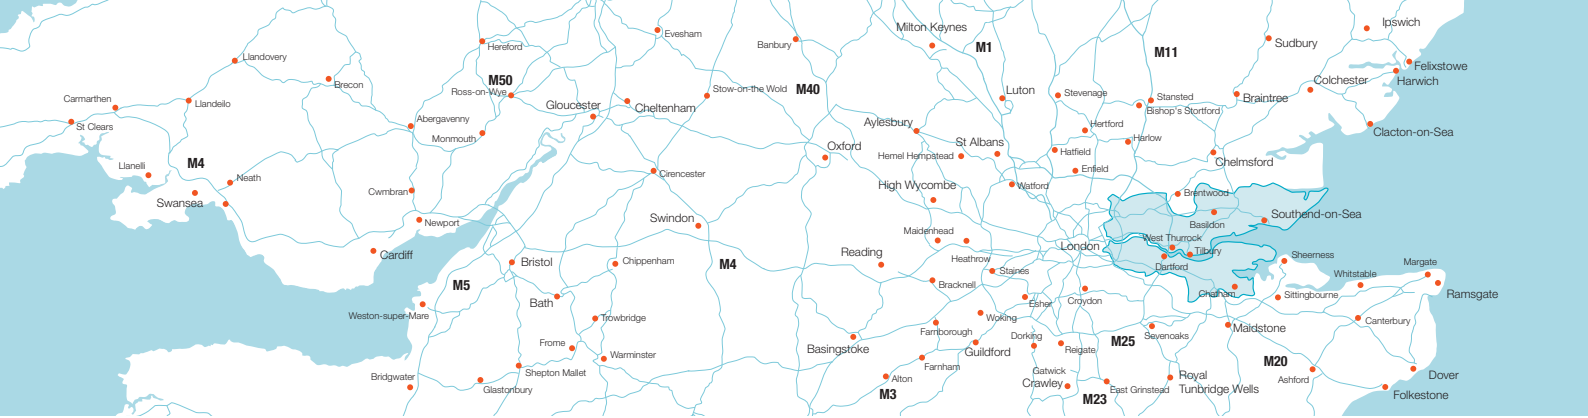 Ipswich
Evesham
Milton Keynes
Hereford
Banbury
M1
M11
Sudbury
Llandovery
Felixstowe
Brecon
M50
Harwich
Colchester
Ross-on-Wye
Stow-on-the Wold
M40
Luton
Stevenage
Stansted
Braintree
Carmarthen
Llandeilo
Gloucester
Cheltenham
Bishop's Stortford
St Clears
Abergavenny
Aylesbury
Hertford
Clacton-on-Sea
Monmouth
Oxford
St Albans
Harlow
Llanelli
M4
Hemel Hempstead
Hatfield
Chelmsford
Neath
Cirencester
Enfield
Cwmbran
High Wycombe
Watford
Brentwood
Swansea
Newport
Swindon
Southend-on-Sea
Basildon
Maidenhead
West Thurrock
London
Cardiff
Bristol
Chippenham
M4
Reading
Heathrow
Tilbury
Sheerness
Staines
Dartford
Margate
Whitstable
M5
Bracknell
Chatham
Sittingbourne
Ramsgate
Bath
Esher
Croydon
Weston-super-Mare
Trowbridge
Woking
Canterbury
Farnborough
Maidstone
Frome
Basingstoke
Dorking
M25
Sevenoaks
Warminster
Guildford
Reigate
M20
Shepton Mallet
Farnham
Bridgwater
Alton
Gatwick
Royal
Tunbridge Wells
Ashford
Dover
Glastonbury
M3
Crawley
East Grinstead
M23
Folkestone